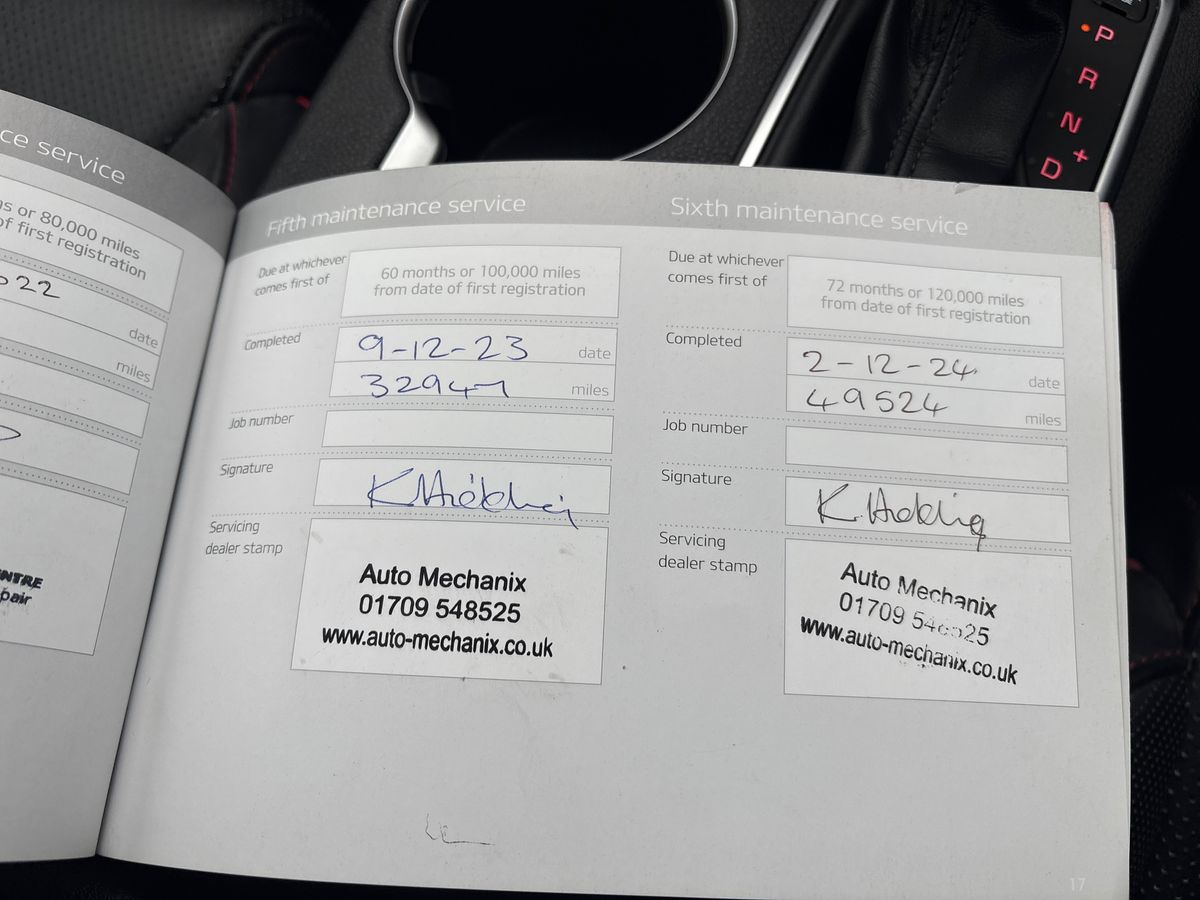 ce service
s or 80,000 miles
of first registration
022
date
miles
NTRE
pair
Fifth maintenance service
Due at whichever
comes first of
60 months or 100,000 miles
from date of first registration
Completed
9-12-23 date
32947 miles
Job number
Signature
Servicing
dealer stamp
Auto Mechanix
01709 548525
www.auto-mechanix.co.uk
Sixth maintenance service
Due at whichever
comes first of
72 months or 120,000 miles
from date of first registration
Completed
2-12-24 date
49524 miles
Job number
Signature
Servicing
dealer stamp
Auto Mechanix
01709 548525
www.auto-mechanix.co.uk
17
P
R
N
+
D